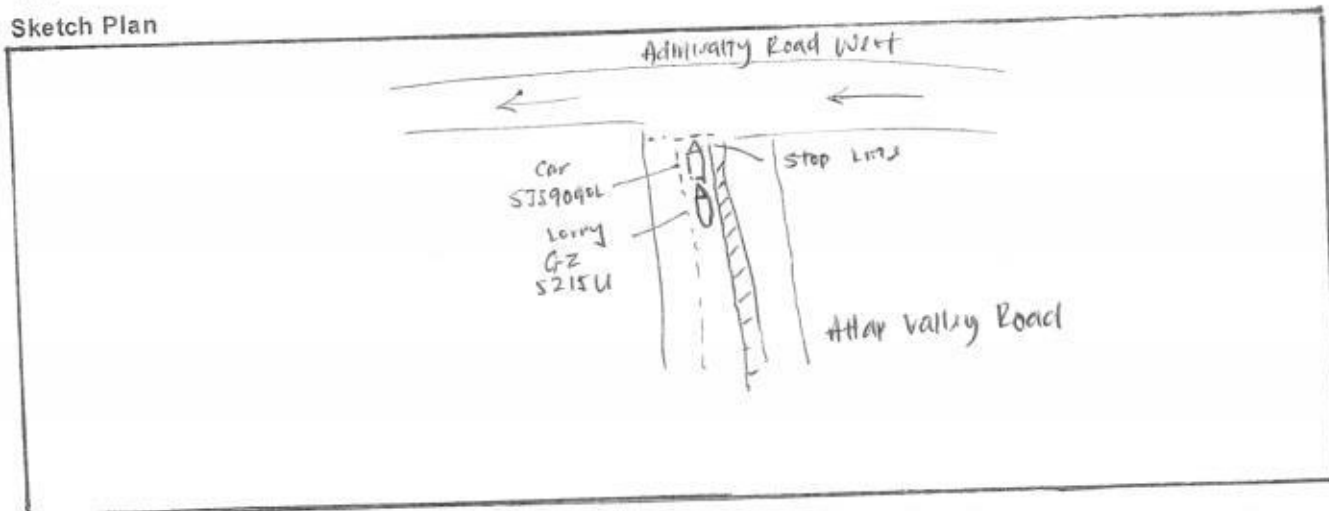 Sketch Plan
Admiralty Road West
Stop Line
Car
SJS9090L
Lorry
GZ
5215U
Attap Valley Road